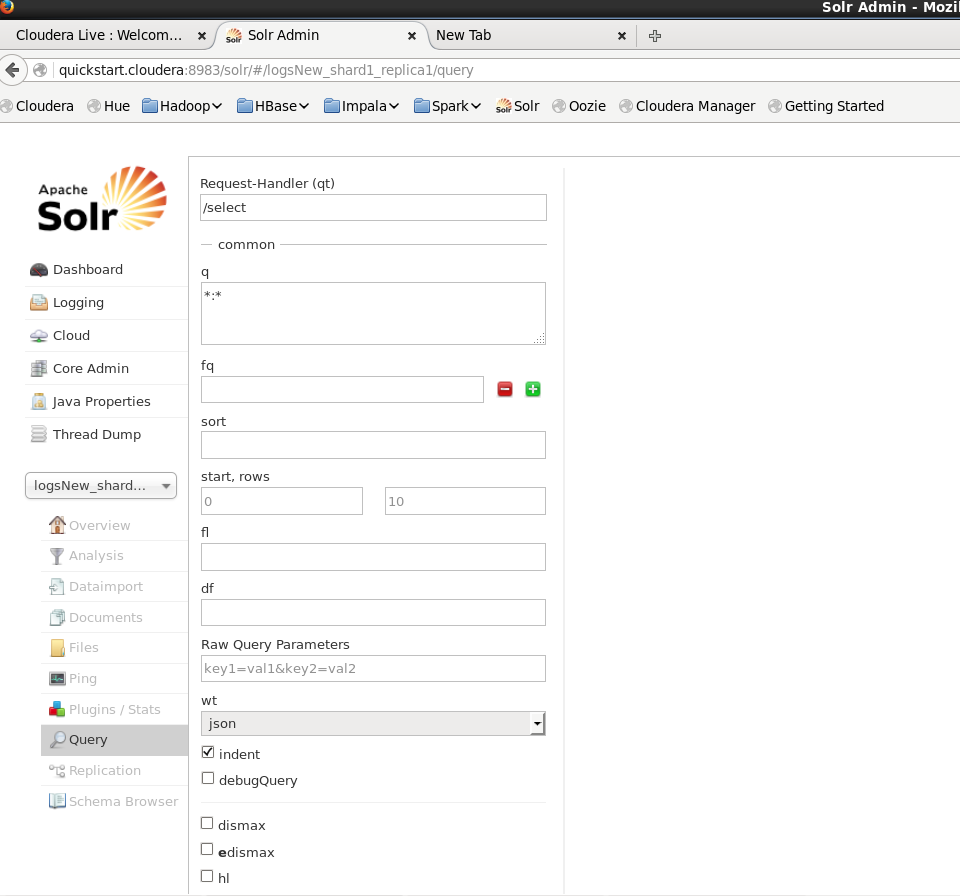 Solr Admin - Mozi
Cloudera Live : Welcom... Solr Admin New Tab
quickstart.cloudera:8983/solr/#/logsNew_shard1_replica1/query
Cloudera Hue Hadoop HBase Impala Spark Solr Oozie Cloudera Manager Getting Started
Apache
Solr
Dashboard
Logging
Cloud
Core Admin
Java Properties
Thread Dump
logsNew_shard...
Overview
Analysis
Dataimport
Documents
Files
Ping
Plugins / Stats
Query
Replication
Schema Browser
Request-Handler (qt)
/select
common
q
*:*
fq
sort
start, rows
0 10
fl
df
Raw Query Parameters
key1=val1&key2=val2
wt
json
indent
debugQuery
dismax
edismax
hl